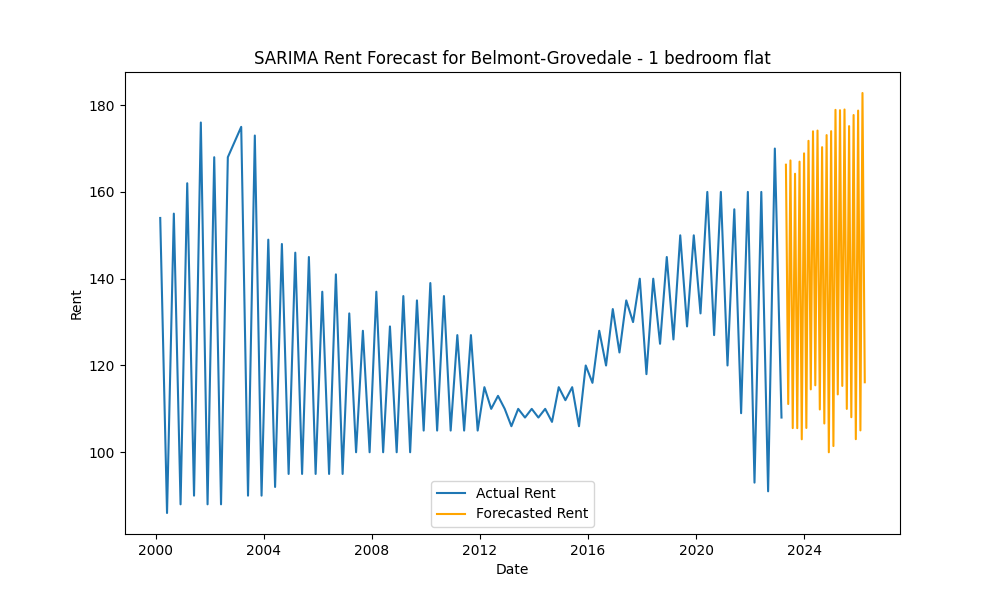 SARIMA Rent Forecast for Belmont-Grovedale - 1 bedroom flat
Rent
180
160
140
120
100
Actual Rent
Forecasted Rent
2000
2004
2008
2012
2016
2020
2024
Date